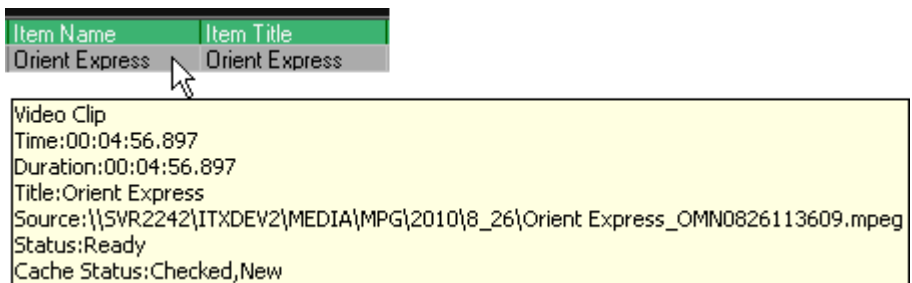 Item Name Item Title
Orient Express Orient Express
Video Clip
Time:00:04:56.897
Duration:00:04:56.897
Title:Orient Express
Source:\\SVR2242\ITXDEV2\MEDIA\MPG\2010\8_26\Orient Express_OMN0826113609.mpeg
Status:Ready
Cache Status:Checked,New